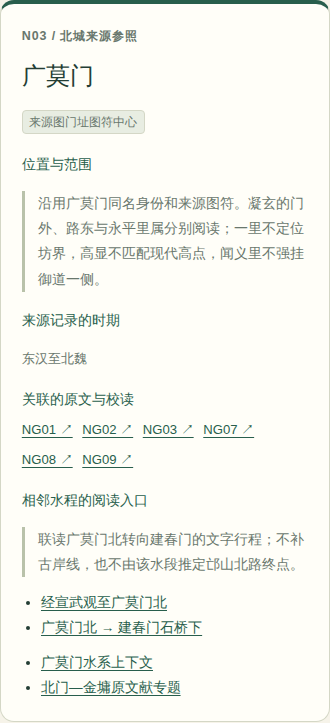 N03 / 北城来源参照
广莫门
来源图门址图符中心
位置与范围
沿用广莫门同名身份和来源图符。凝玄的门
外、路东与永平里属分别阅读；一里不定位
坊界，高显不匹配现代高点，闻义里不强挂
御道一侧。
来源记录的时期
东汉至北魏
关联的原文与校读
NG01 ↗ NG02 ↗ NG03 ↗ NG07 ↗
NG08 ↗ NG09 ↗
相邻水程的阅读入口
联读广莫门北转向建春门的文字行程；不补
古岸线，也不由该水段推定邙山北路终点。
• 经宣武观至广莫门北
• 广莫门北 → 建春门石桥下
• 广莫门水系上下文
• 北门—金墉原文献专题